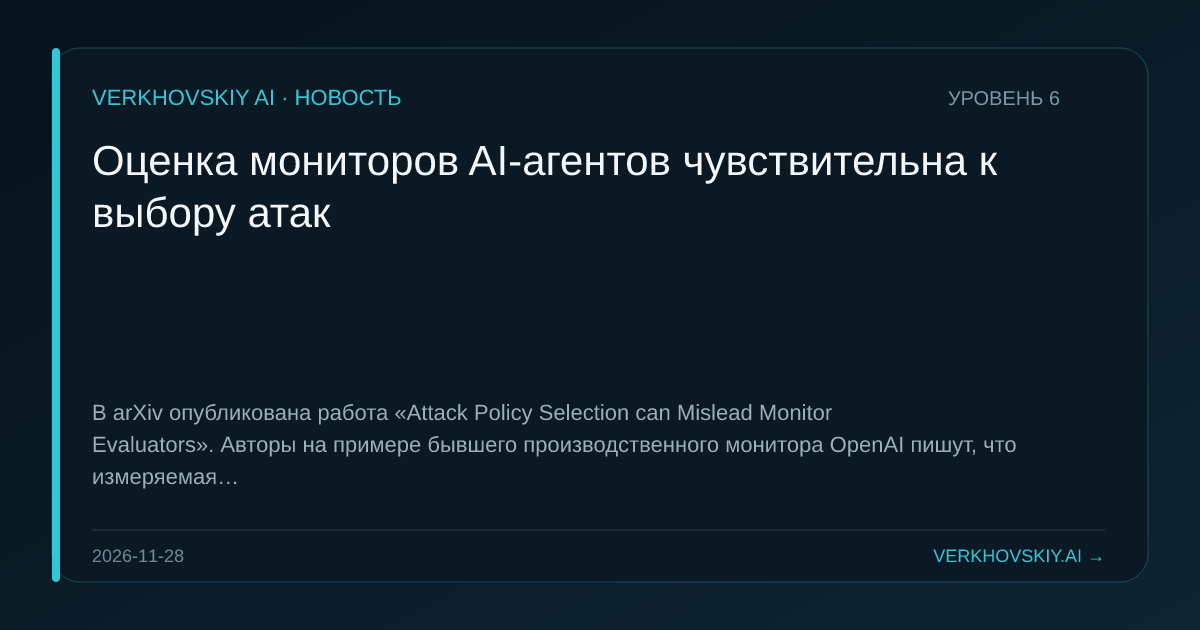 VERKHOVSKIY AI · НОВОСТЬ
УРОВЕНЬ 6
Оценка мониторов AI-агентов чувствительна к
выбору атак
В arXiv опубликована работа «Attack Policy Selection can Mislead Monitor
Evaluators». Авторы на примере бывшего производственного монитора OpenAI пишут, что
измеряемая…
2026-11-28
VERKHOVSKIY.AI →